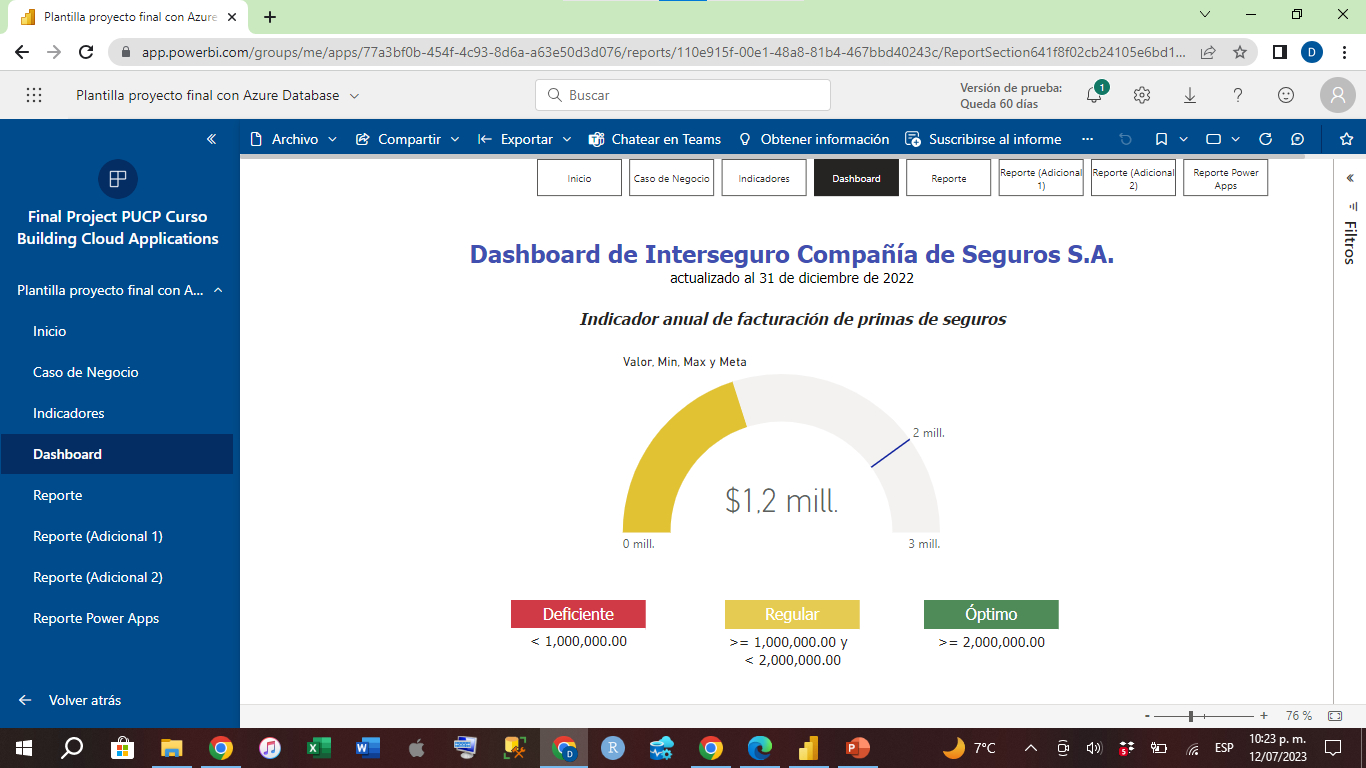 Plantilla proyecto final con Azure
app.powerbi.com/groups/me/apps/77a3bf0b-454f-4c93-8d6a-a63e50d3d076/reports/110e915f-00e1-48a8-81b4-467bbd40243c/ReportSection641f8f02cb24105e6bd1...
D
Plantilla proyecto final con Azure Database
Buscar
Versión de prueba:
Queda 60 días
1
Archivo
Compartir
Exportar
Chatear en Teams
Obtener información
Suscribirse al informe
Final Project PUCP Curso
Building Cloud Applications
Plantilla proyecto final con A...
Inicio
Caso de Negocio
Indicadores
Dashboard
Reporte
Reporte (Adicional 1)
Reporte (Adicional 2)
Reporte Power Apps
Volver atrás
Inicio
Caso de Negocio
Indicadores
Dashboard
Reporte
Reporte (Adicional
1)
Reporte (Adicional
2)
Reporte Power
Apps
Filtros
Dashboard de Interseguro Compañía de Seguros S.A.
actualizado al 31 de diciembre de 2022
Indicador anual de facturación de primas de seguros
Valor, Min, Max y Meta
2 mill.
$1,2 mill.
0 mill.
3 mill.
Deficiente
< 1,000,000.00
Regular
>= 1,000,000.00 y
< 2,000,000.00
Óptimo
>= 2,000,000.00
76 %
7°C
ESP
10:23 p. m.
12/07/2023